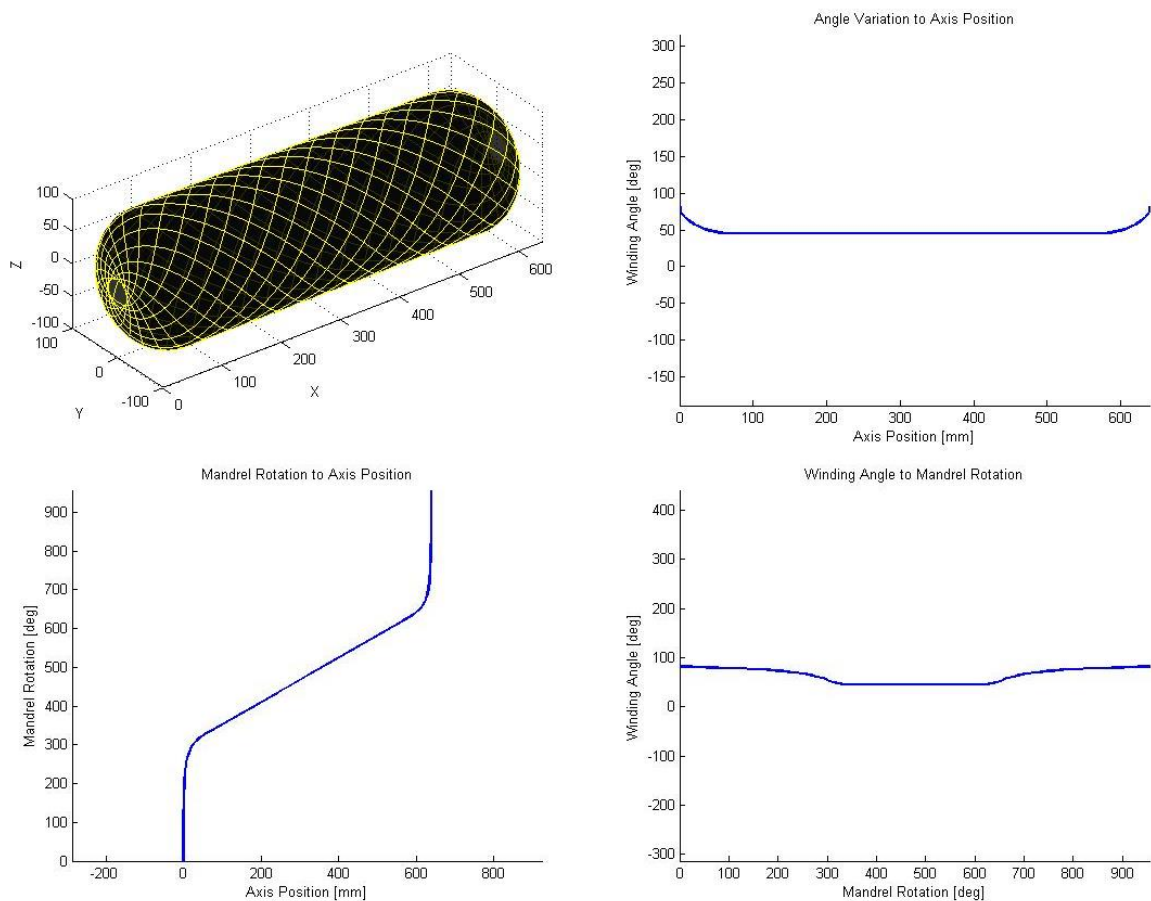 100
50
0
-50
-100
Z
100
0
-100
Y
0
100
200
300
400
500
600
X
Angle Variation to Axis Position
300
250
200
150
100
50
0
-50
-100
-150
Winding Angle [deg]
0 100 200 300 400 500 600
Axis Position [mm]
Mandrel Rotation to Axis Position
900
800
700
600
500
400
300
200
100
0
Mandrel Rotation [deg]
-200 0 200 400 600 800
Axis Position [mm]
Winding Angle to Mandrel Rotation
400
300
200
100
0
-100
-200
-300
Winding Angle [deg]
0 100 200 300 400 500 600 700 800 900
Mandrel Rotation [deg]